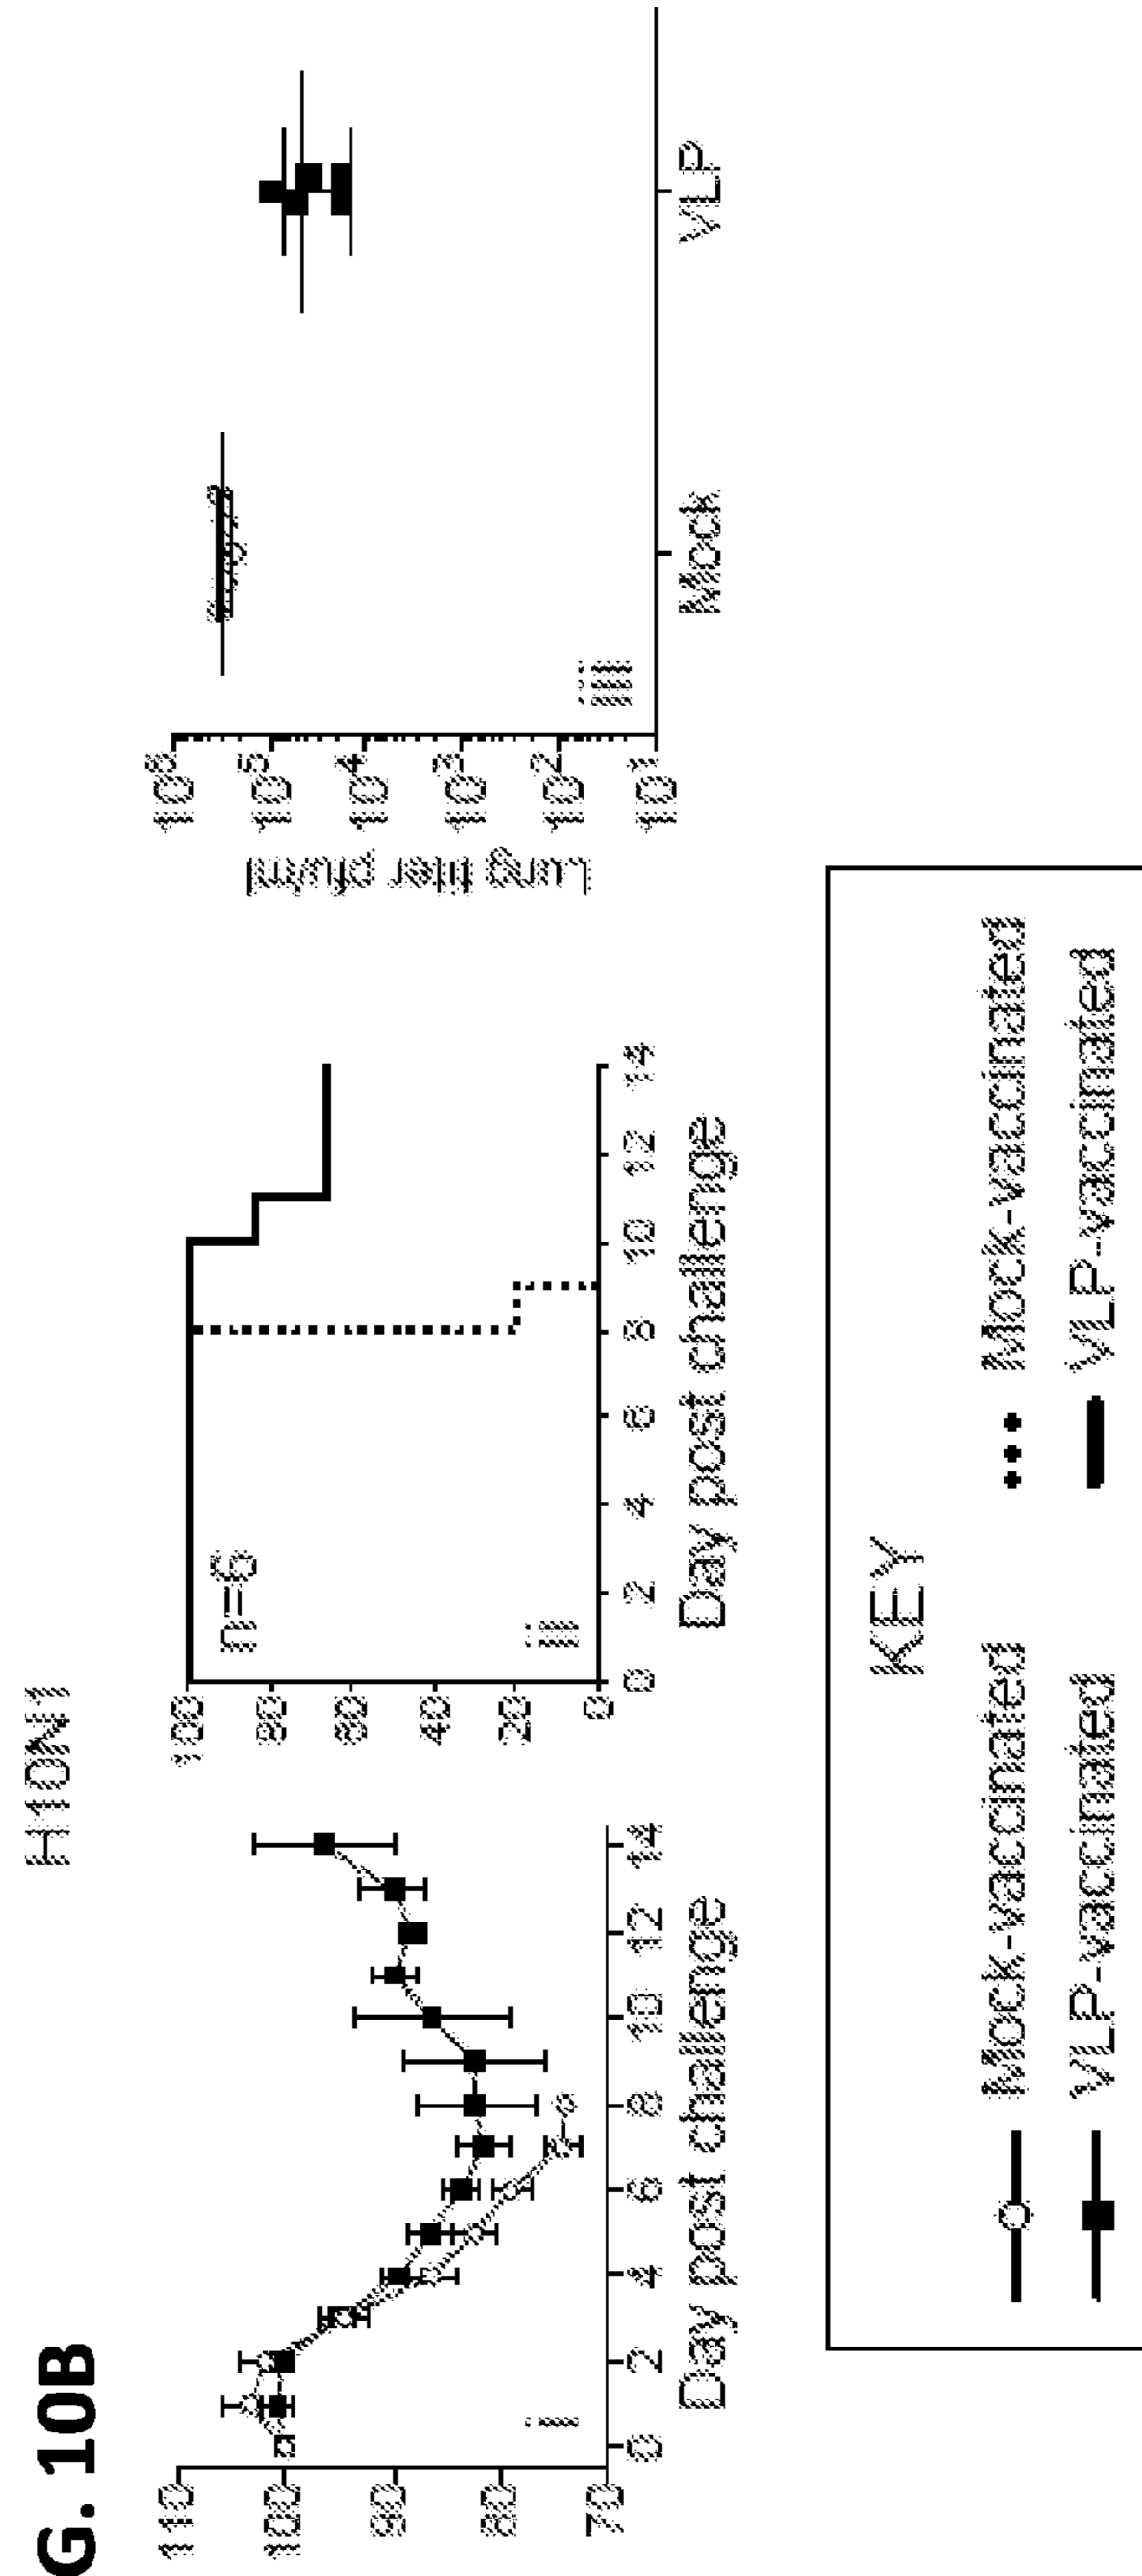 G. 10B
H10N1
110
100
90
80
70
0 2 4 6 8 10 12 14
Day post challenge
i
100
80
60
40
20
0
n=6
ii
0 2 4 6 8 10 12 14
Day post challenge
Lung titer pfu/ml
10^6
10^5
10^4
10^3
10^2
10^1
iii
Mock VLP
KEY
Mock-vaccinated Mock-vaccinated
VLP-vaccinated VLP-vaccinated